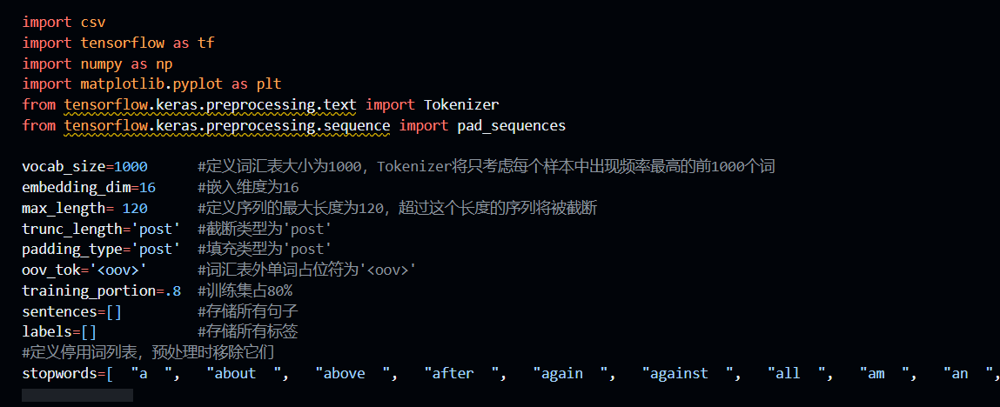 import csv
import tensorflow as tf
import numpy as np
import matplotlib.pyplot as plt
from tensorflow.keras.preprocessing.text import Tokenizer
from tensorflow.keras.preprocessing.sequence import pad_sequences
vocab_size=1000      #定义词汇表大小为1000，Tokenizer将只考虑每个样本中出现频率最高的前1000个词
embedding_dim=16     #嵌入维度为16
max_length= 120      #定义序列的最大长度为120，超过这个长度的序列将被截断
trunc_length='post'  #截断类型为'post'
padding_type='post'  #填充类型为'post'
oov_tok='<oov>'      #词汇表外单词占位符为'<oov>'
training_portion=.8  #训练集占80%
sentences=[]         #存储所有句子
labels=[]            #存储所有标签
#定义停用词列表，预处理时移除它们
stopwords=[  "a  ",   "about  ",   "above  ",   "after  ",   "again  ",   "against  ",   "all  ",   "am  ",   "an  ",